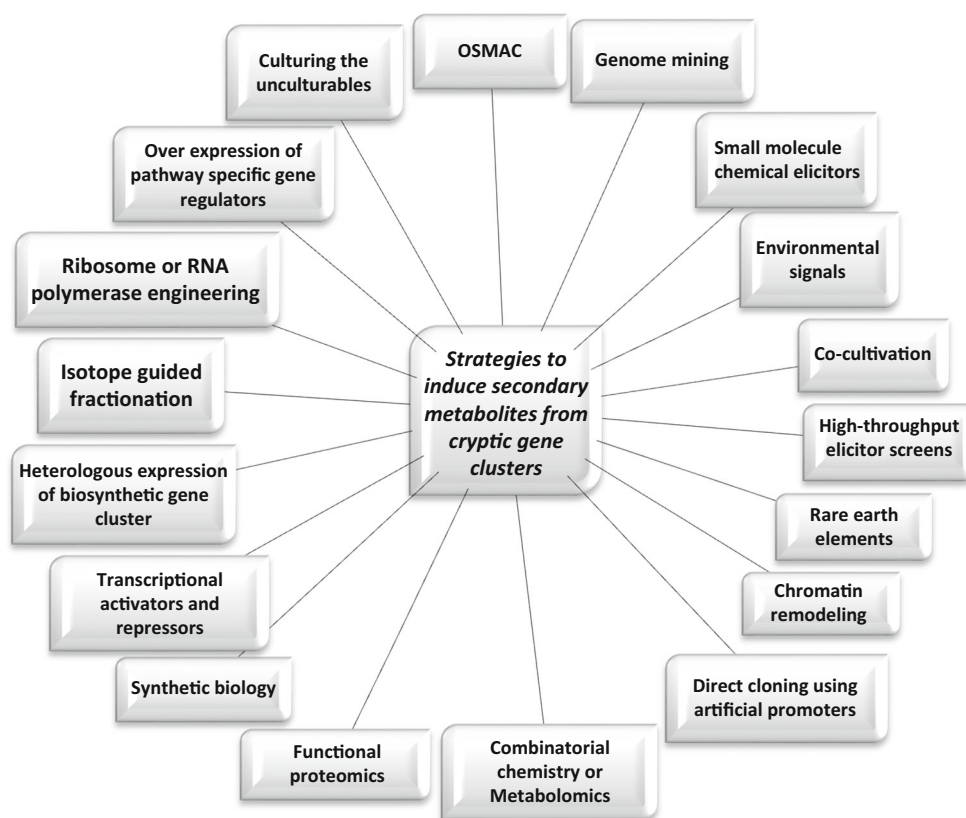 OSMAC
Genome mining
Small molecule
chemical elicitors
Environmental
signals
Co-cultivation
High-throughput
elicitor screens
Rare earth
elements
Chromatin
remodeling
Direct cloning using
artificial promoters
Combinatorial
chemistry or
Metabolomics
Functional
proteomics
Synthetic biology
Transcriptional
activators and
repressors
Heterologous expression
of biosynthetic gene
cluster
Isotope guided
fractionation
Ribosome or RNA
polymerase engineering
Over expression of
pathway specific gene
regulators
Culturing the
unculturables
Strategies to
induce secondary
metabolites from
cryptic gene
clusters